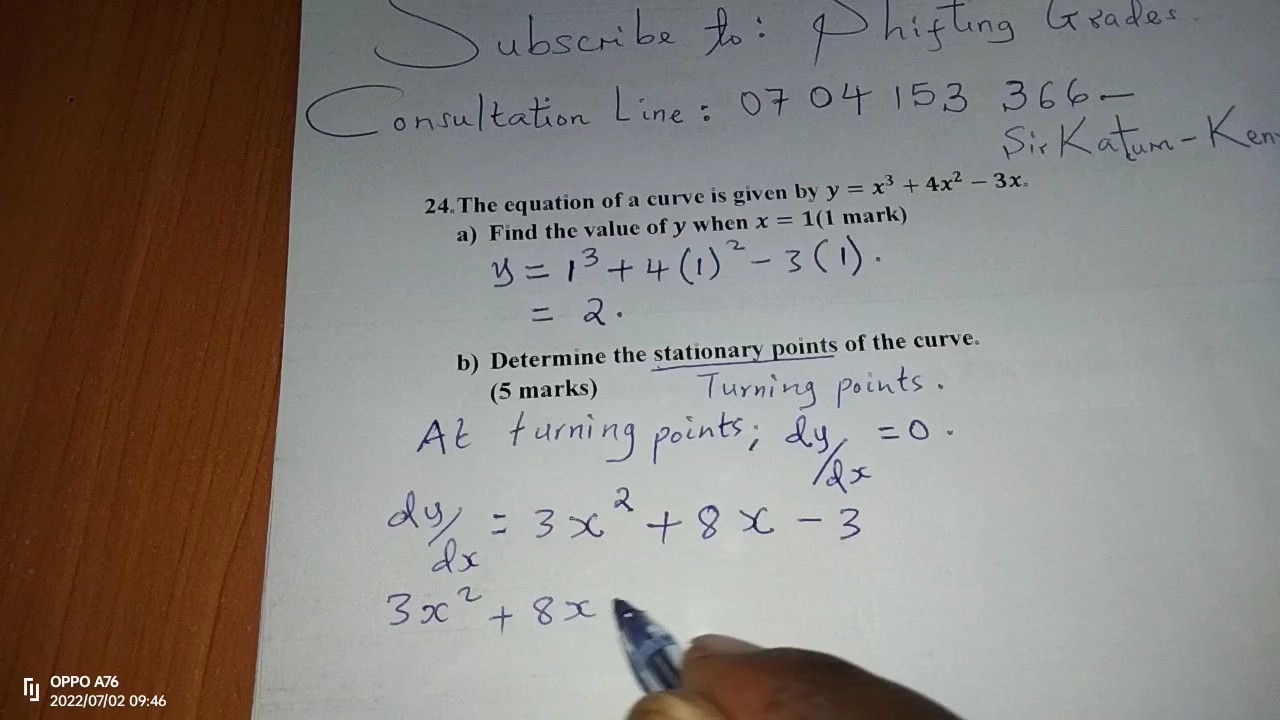 Subscribe to: Phifting Grades.
Consultation Line: 0704 153 366 —
Sir Katum - Ken
24. The equation of a curve is given by y = x³ + 4x² − 3x.
a) Find the value of y when x = 1(1 mark)
y = 1³ + 4(1)² − 3(1).
= 2.
b) Determine the stationary points of the curve.
(5 marks) Turning points.
At turning points; dy/dx = 0.
dy/dx = 3x² + 8x − 3
3x² + 8x -
OPPO A76
2022/07/02 09:46